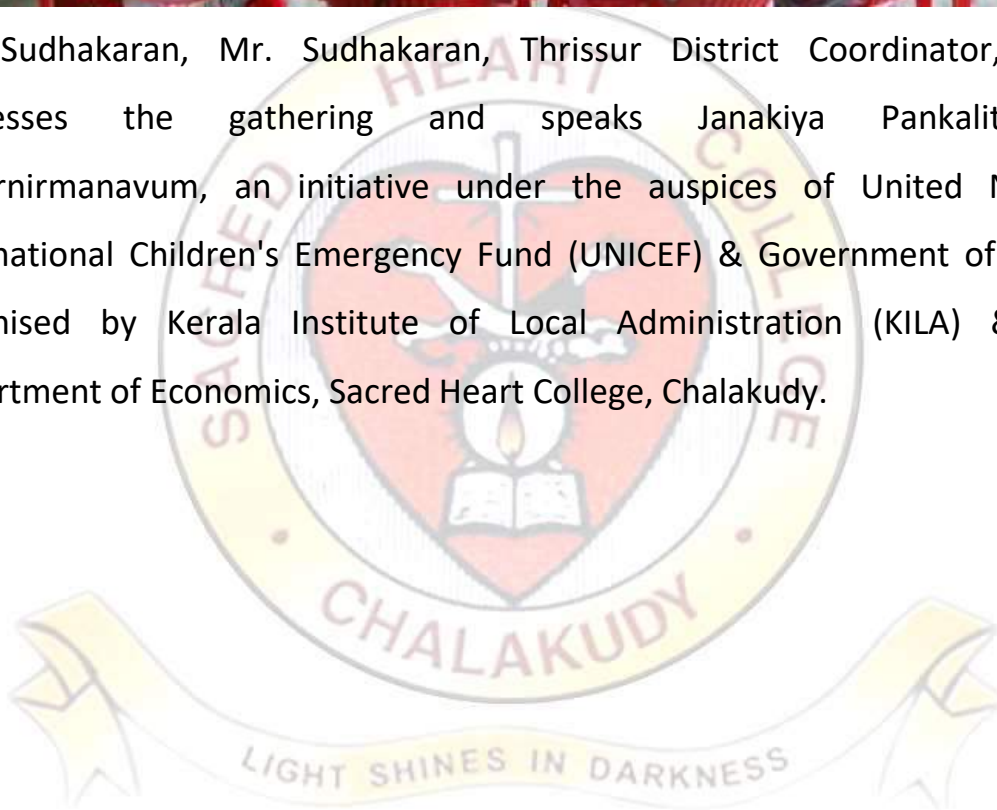 Sudhakaran, Mr. Sudhakaran, Thrissur District Coordinator,
esses the gathering and speaks Janakiya Pankalit
rnirmanavum, an initiative under the auspices of United N
national Children's Emergency Fund (UNICEF) & Government of
nised by Kerala Institute of Local Administration (KILA) &
rtment of Economics, Sacred Heart College, Chalakudy.
SACRED HEART COLLEGE
CHALAKUDY
LIGHT SHINES IN DARKNESS